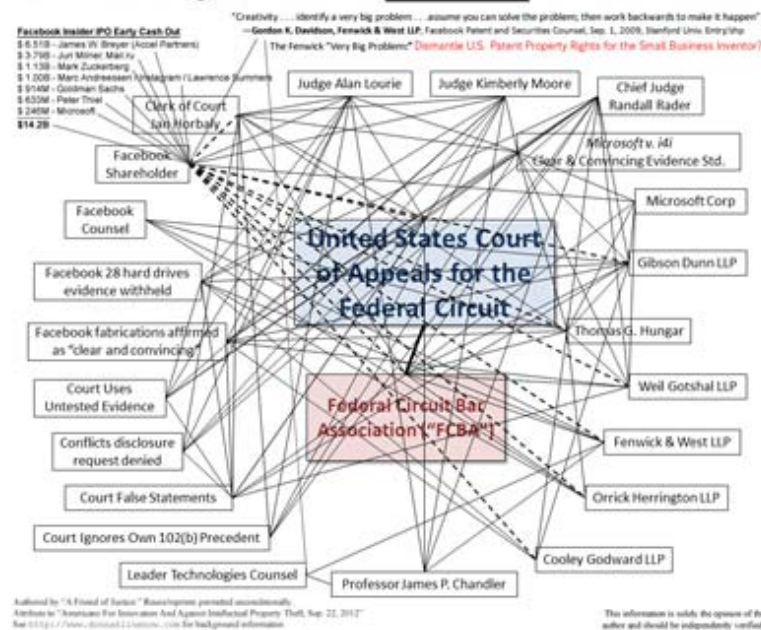 "Creativity . . . identify a very big problem . . . assume you can solve the problem; then work backwards to make it happen"
—Gordon K. Davidson, Fenwick & West LLP, Facebook Patent and Securities Counsel, Sep. 1, 2009, Stanford Univ. Entry/shp
The Fenwick "Very Big Problems" Dismantle U.S. Patent Property Rights for the Small Business Inventor?
Facebook Insider IPO Early Cash Out
$ 6.51B - James W. Breyer (Accel Partners)
$ 3.79B - Juri Milner, Mail.ru
$ 1.13B - Mark Zuckerberg
$ 1.00B - Marc Andreessen / Instagram / Lawrence Summers
$ 914M - Goldman Sachs
$ 633M - Peter Thiel
$ 246M - Microsoft
$14.2B
Clerk of Court
Jan Horbaly
Judge Alan Lourie
Judge Kimberly Moore
Chief Judge
Randall Rader
Facebook
Shareholder
Microsoft v. i4i
Clear & Convincing Evidence Std.
Microsoft Corp
Facebook
Counsel
United States Court
of Appeals for the
Federal Circuit
Gibson Dunn LLP
Facebook 28 hard drives
evidence withheld
Thomas G. Hungar
Facebook fabrications affirmed
as "clear and convincing"
Weil Gotshal LLP
Court Uses
Untested Evidence
Federal Circuit Bar
Association ("FCBA")
Conflicts disclosure
request denied
Fenwick & West LLP
Court False Statements
Orrick Herrington LLP
Court Ignores Own 102(b) Precedent
Cooley Godward LLP
Leader Technologies Counsel
Professor James P. Chandler
Authored by "A Friend of Justice" Reuse/reprints permitted unconditionally.
Attribute to "Americans For Innovation And Against Intellectual Property Theft, Sep. 22, 2012"
See for background information
This information is solely the opinion of the
author and should be independently verified